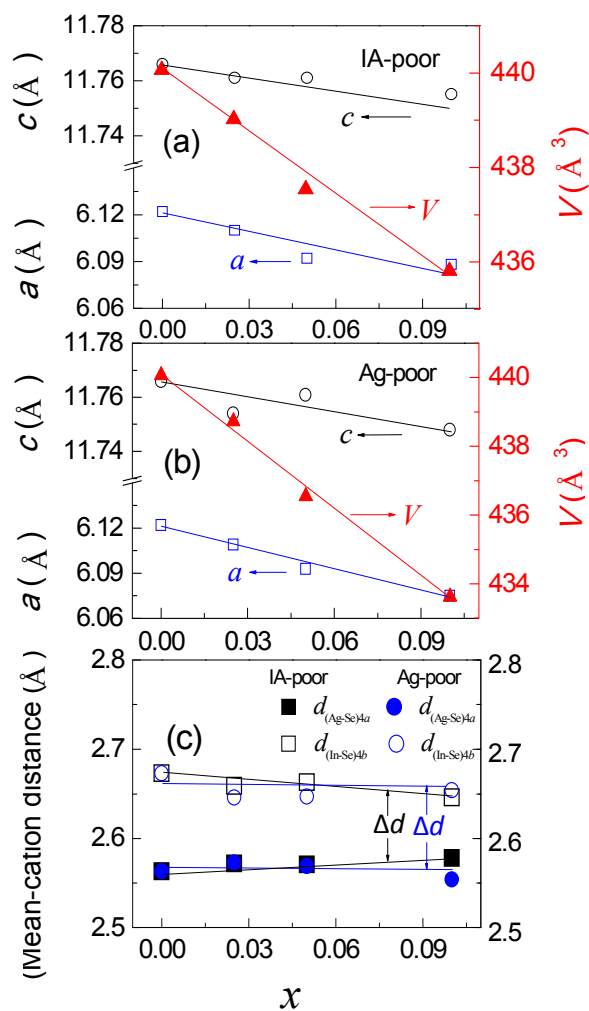 11.78
11.76
11.74
c (Å)
IA-poor
c
(a)
V
440
438
436
V (Å³)
6.12
6.09
6.06
a (Å)
a
0.00 0.03 0.06 0.09
11.78
11.76
11.74
c (Å)
Ag-poor
c
(b)
V
440
438
436
434
V (Å³)
6.12
6.09
6.06
a (Å)
a
0.00 0.03 0.06 0.09
2.8
2.7
2.6
2.5
(Mean-cation distance (Å)
IA-poor Ag-poor
d(Ag-Se)4a d(Ag-Se)4a
d(In-Se)4b d(In-Se)4b
(c)
Δd Δd
2.8
2.7
2.6
2.5
0.00 0.03 0.06 0.09
x